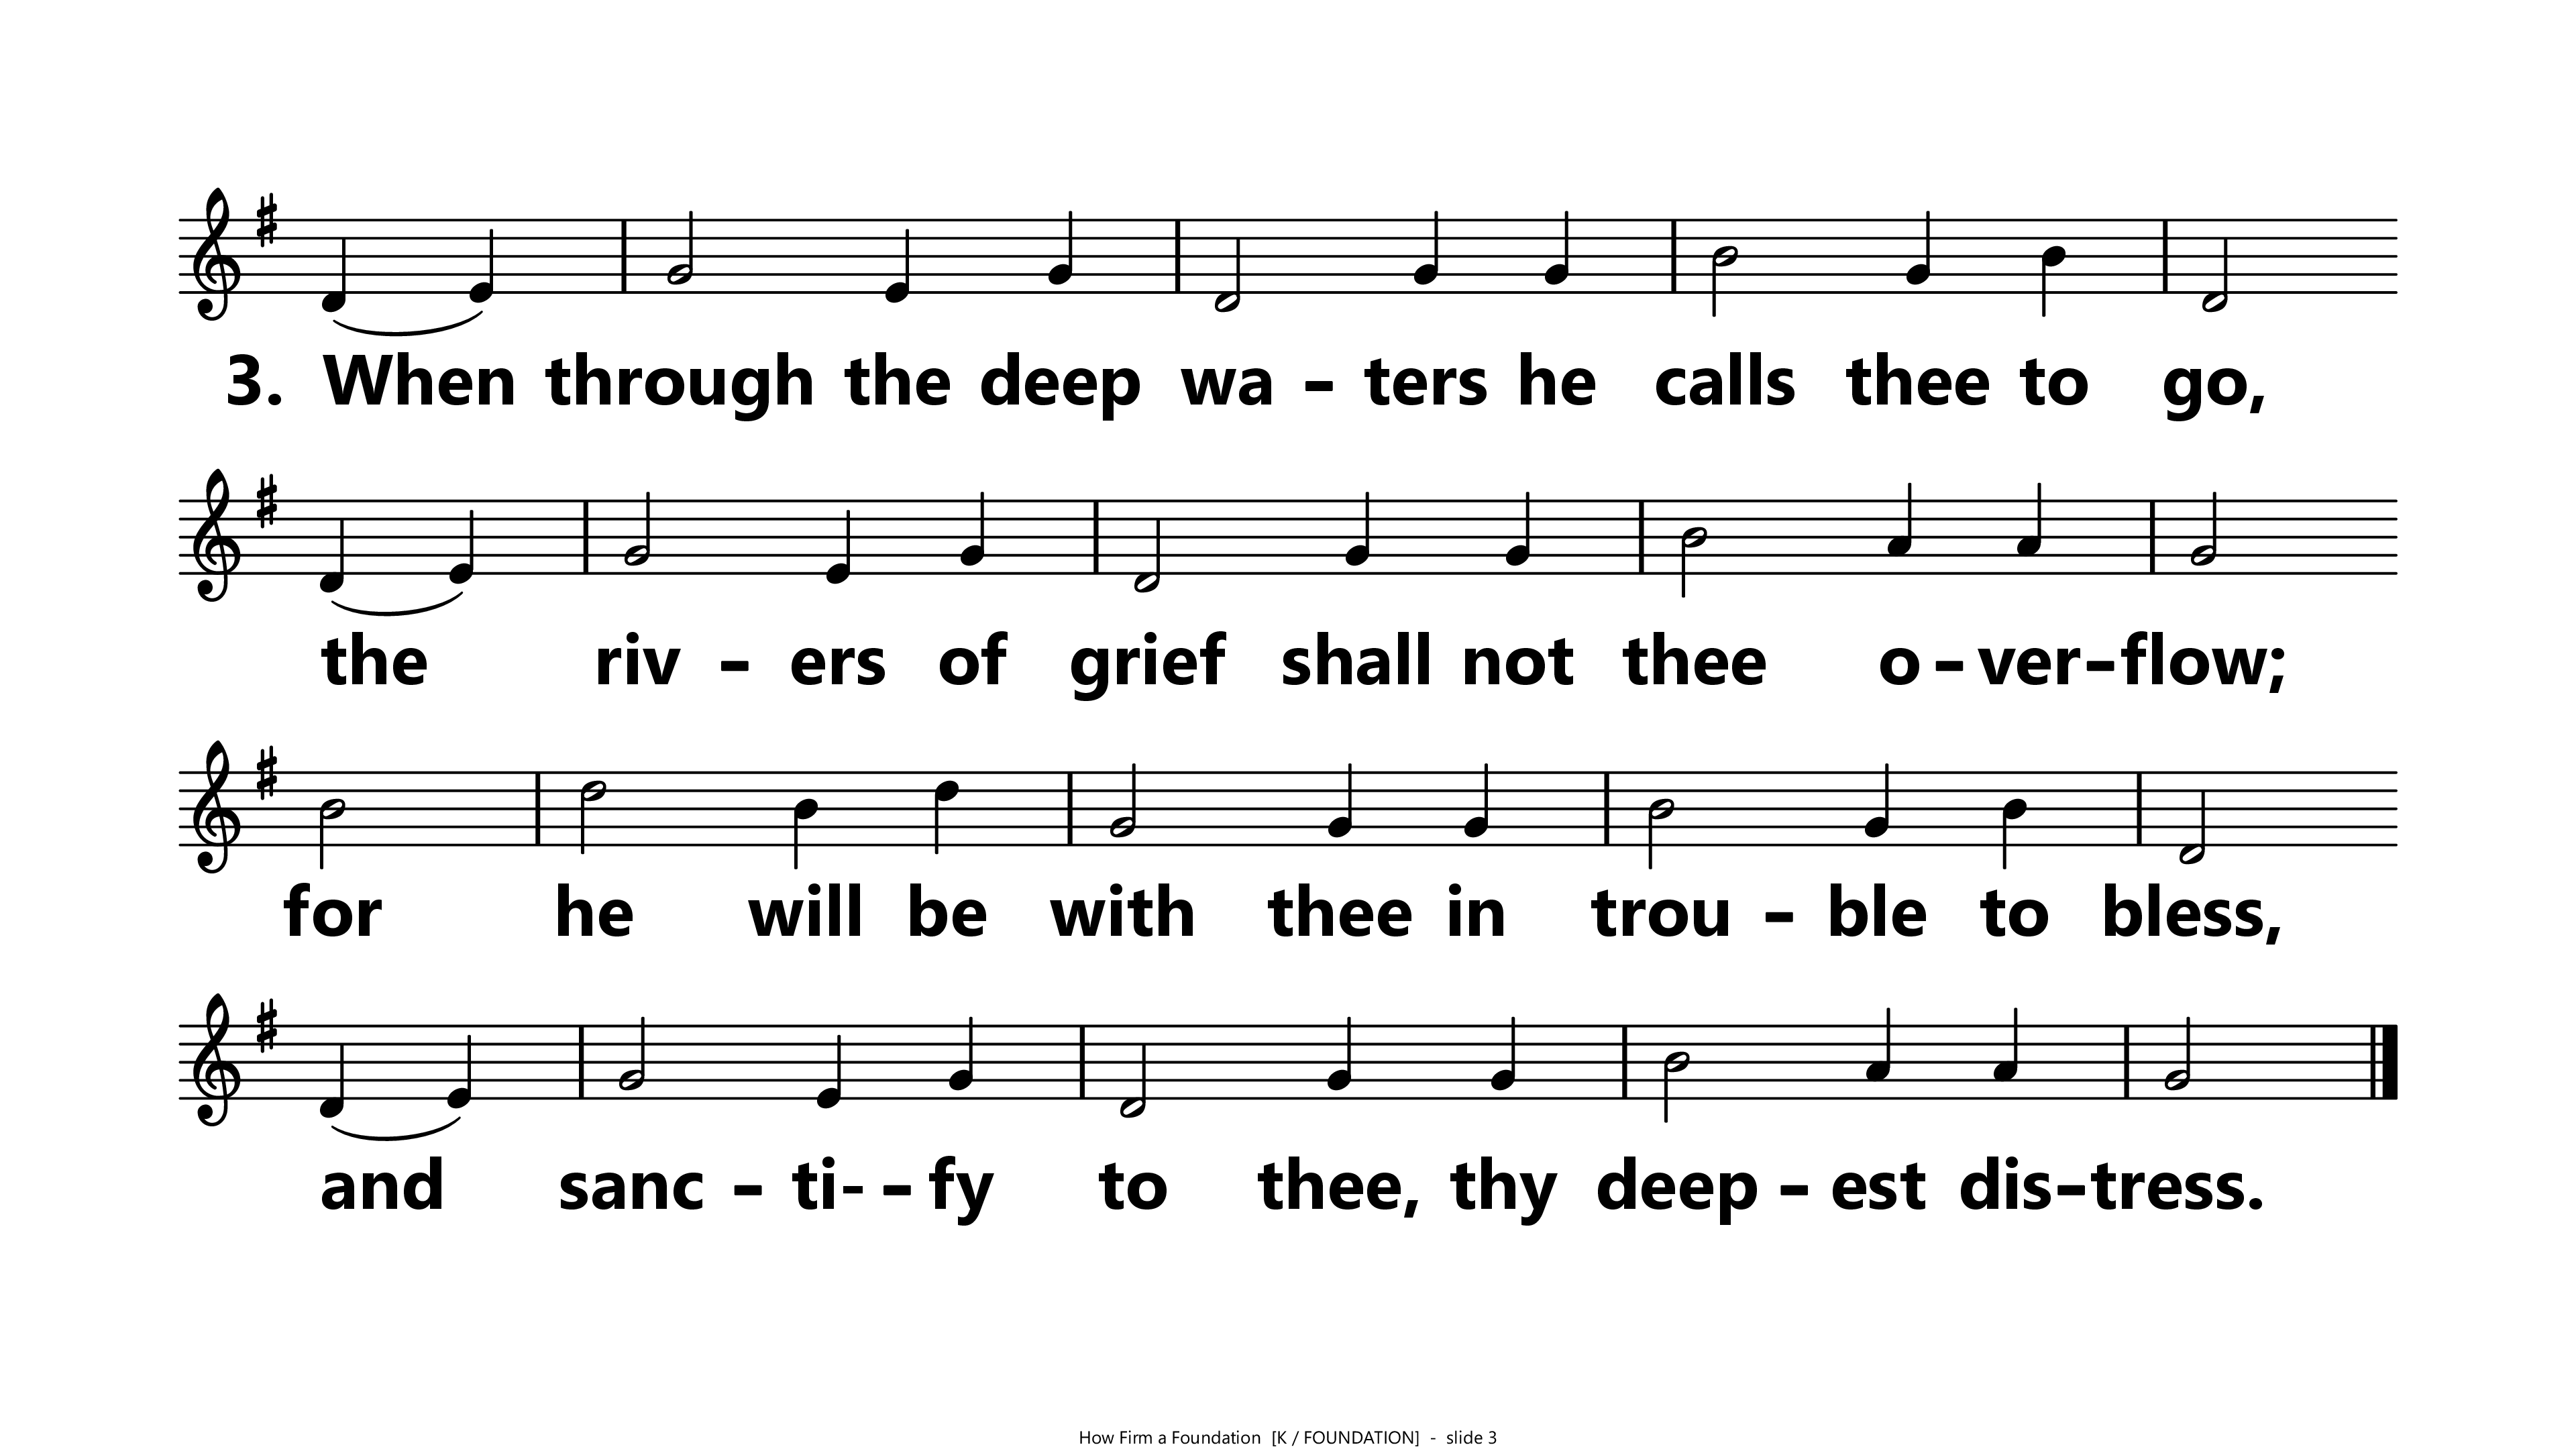 3. When through the deep wa - ters he calls thee to go,
the riv - ers of grief shall not thee o - ver - flow;
for he will be with thee in trou - ble to bless,
and sanc - ti- - fy to thee, thy deep - est dis - tress.
How Firm a Foundation [K / FOUNDATION] - slide 3